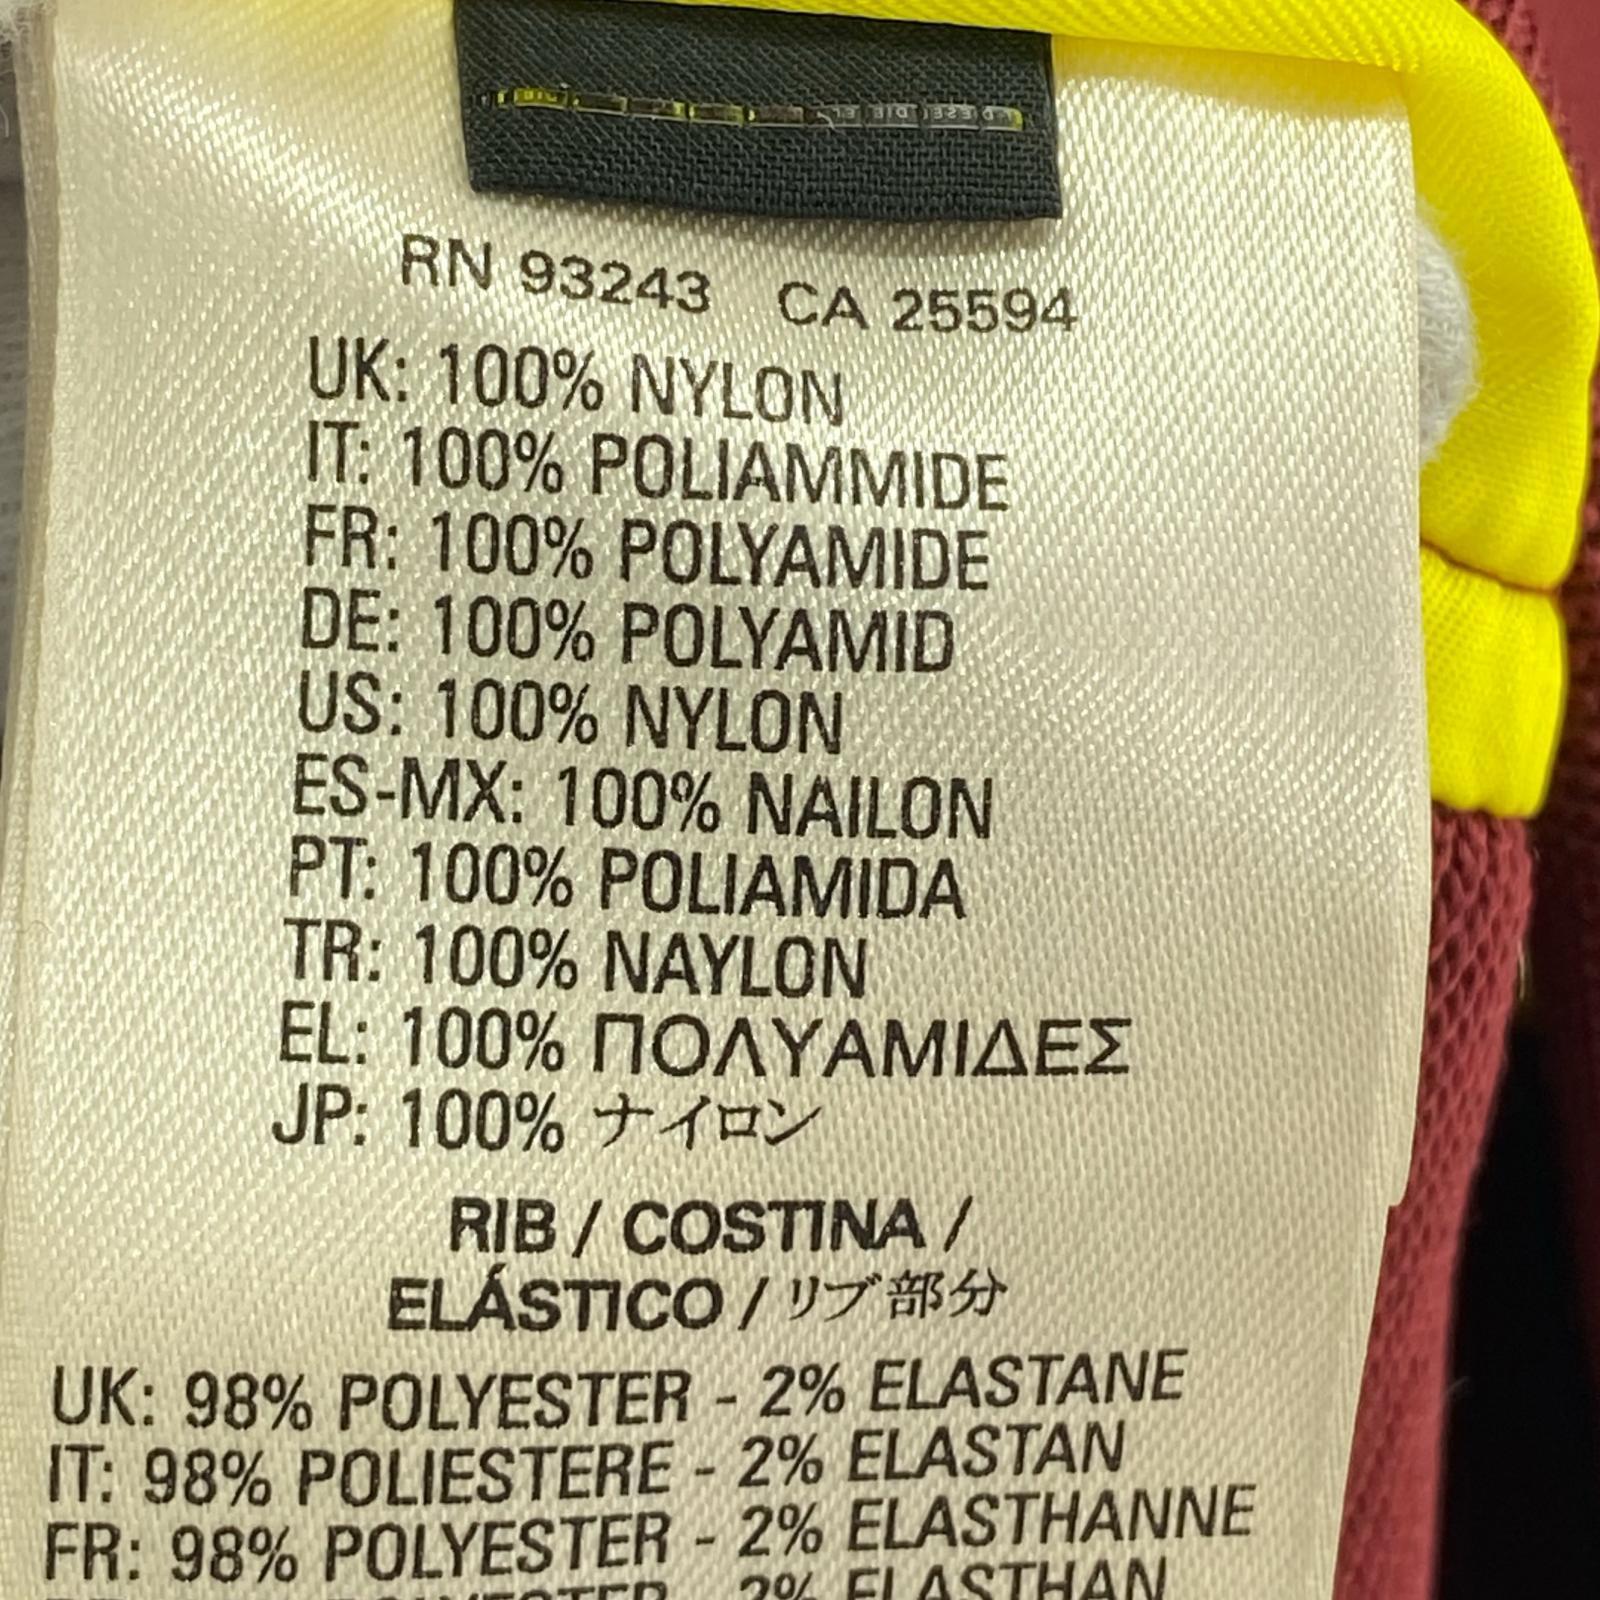 RN 93243 CA 25594
UK: 100% NYLON
IT: 100% POLIAMMIDE
FR: 100% POLYAMIDE
DE: 100% POLYAMID
US: 100% NYLON
ES-MX: 100% NAILON
PT: 100% POLIAMIDA
TR: 100% NAYLON
EL: 100% ΠΟΛΥΑΜΙΔΕΣ
JP: 100% ナイロン
RIB / COSTINA /
ELÁSTICO / リブ部分
UK: 98% POLYESTER - 2% ELASTANE
IT: 98% POLIESTERE - 2% ELASTAN
FR: 98% POLYESTER - 2% ELASTHANNE
POLYESTER - 2% ELASTHAN